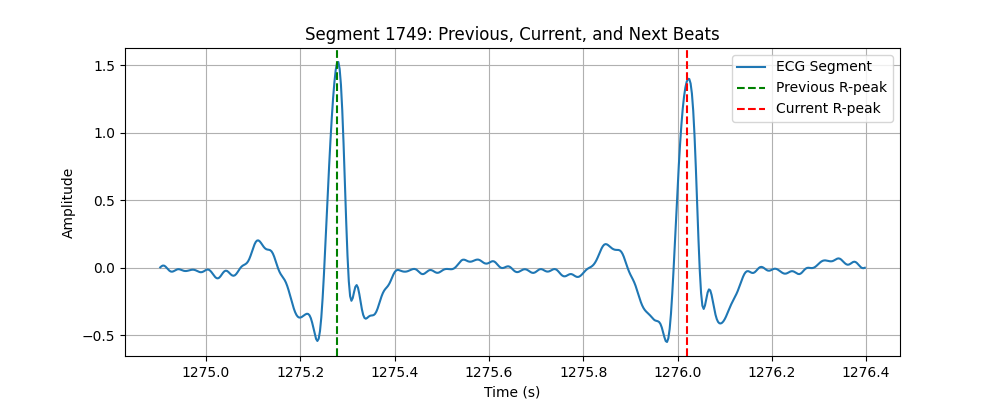 Segment 1749: Previous, Current, and Next Beats
ECG Segment
Previous R-peak
Current R-peak
Amplitude
1.5
1.0
0.5
0.0
−0.5
1275.0 1275.2 1275.4 1275.6 1275.8 1276.0 1276.2 1276.4
Time (s)